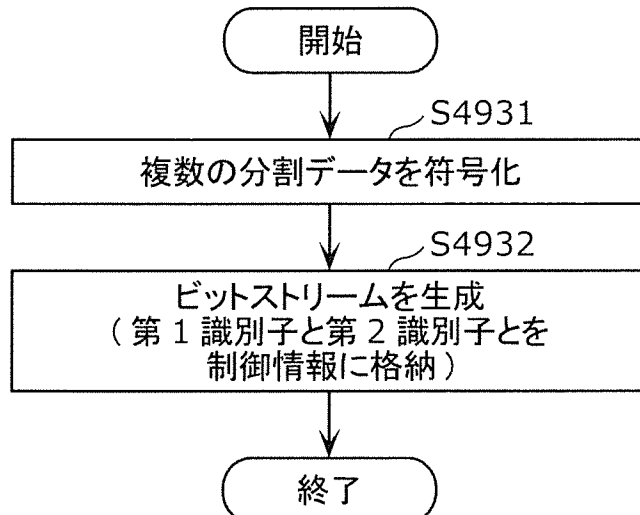 開始
S4931
複数の分割データを符号化
S4932
ビットストリームを生成
(第1識別子と第2識別子とを
制御情報に格納)
終了